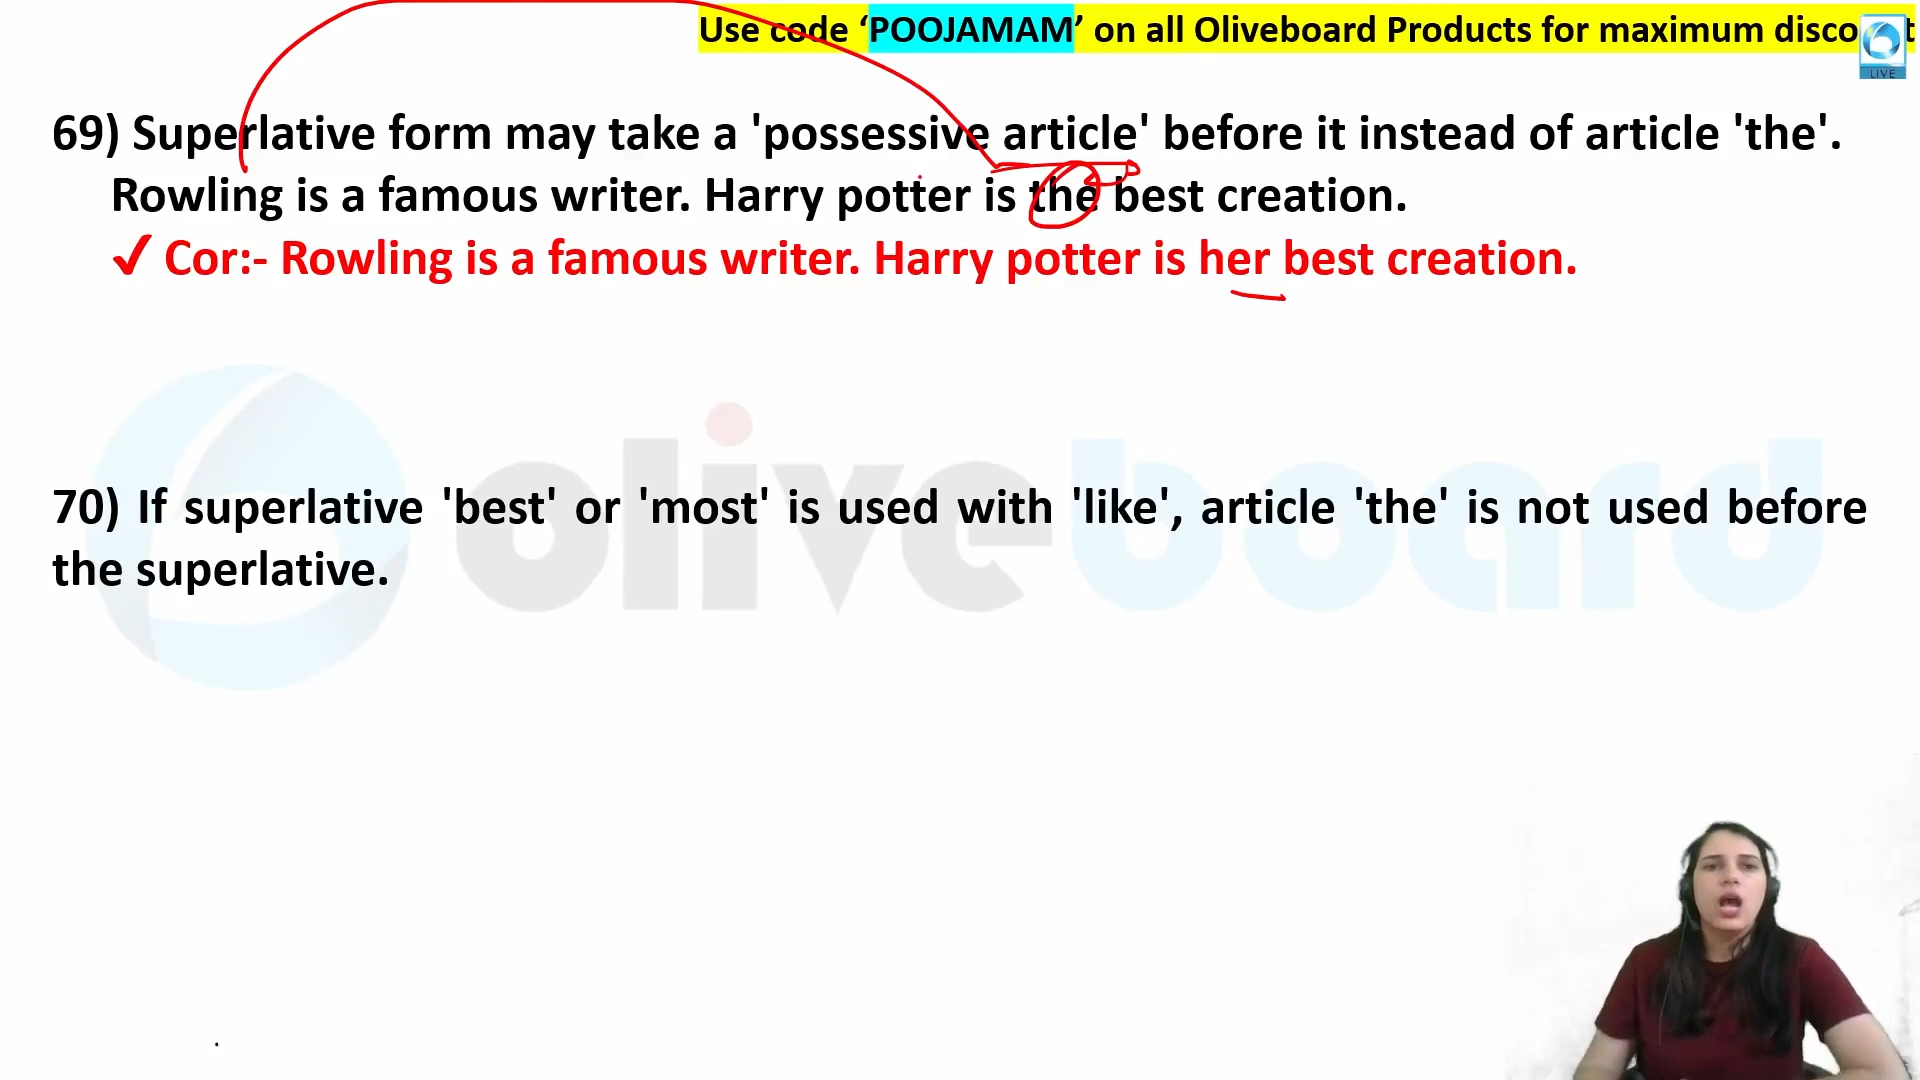 Use code ‘POOJAMAM’ on all Oliveboard Products for maximum disco t
LIVE
69) Superlative form may take a 'possessive article' before it instead of article 'the'.
Rowling is a famous writer. Harry potter is the best creation.
✓ Cor:- Rowling is a famous writer. Harry potter is her best creation.
oliveboard
70) If superlative 'best' or 'most' is used with 'like', article 'the' is not used before
the superlative.